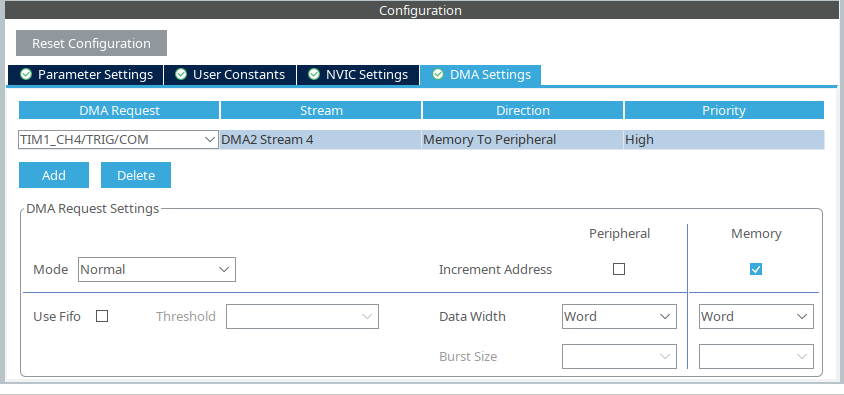 Configuration
Reset Configuration
Parameter Settings User Constants NVIC Settings DMA Settings
DMA Request Stream Direction Priority
TIM1_CH4/TRIG/COM DMA2 Stream 4 Memory To Peripheral High
Add Delete
DMA Request Settings
Peripheral Memory
Mode Normal Increment Address
Use Fifo Threshold Data Width Word Word
Burst Size